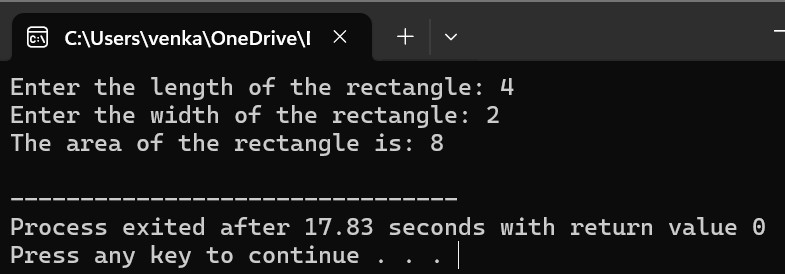 C:\Users\venka\OneDrive\I
Enter the length of the rectangle: 4
Enter the width of the rectangle: 2
The area of the rectangle is: 8
--------------------------------
Process exited after 17.83 seconds with return value 0
Press any key to continue . . .